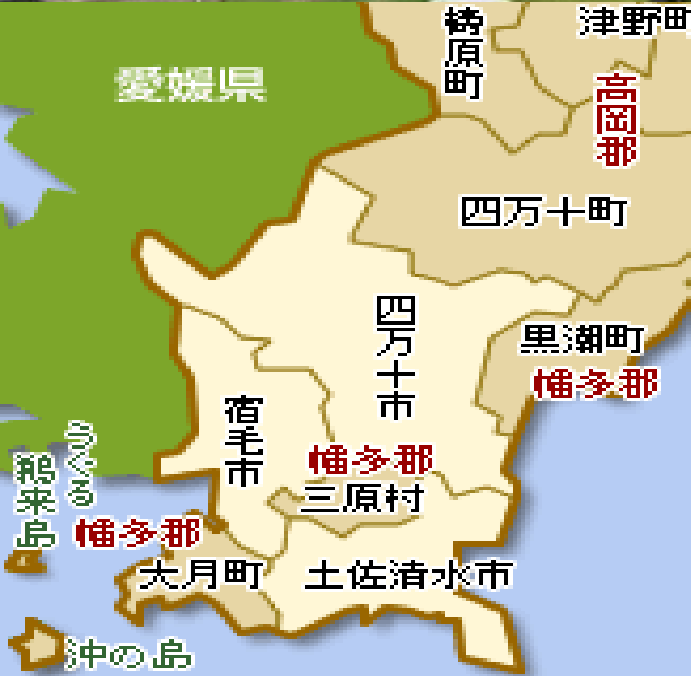 梼原町
津野町
愛媛県
高岡郡
四万十町
四万十市
黒潮町
幡多郡
宿毛市
幡多郡
三原村
うぐる
鵜来島
幡多郡
大月町
土佐清水市
沖の島